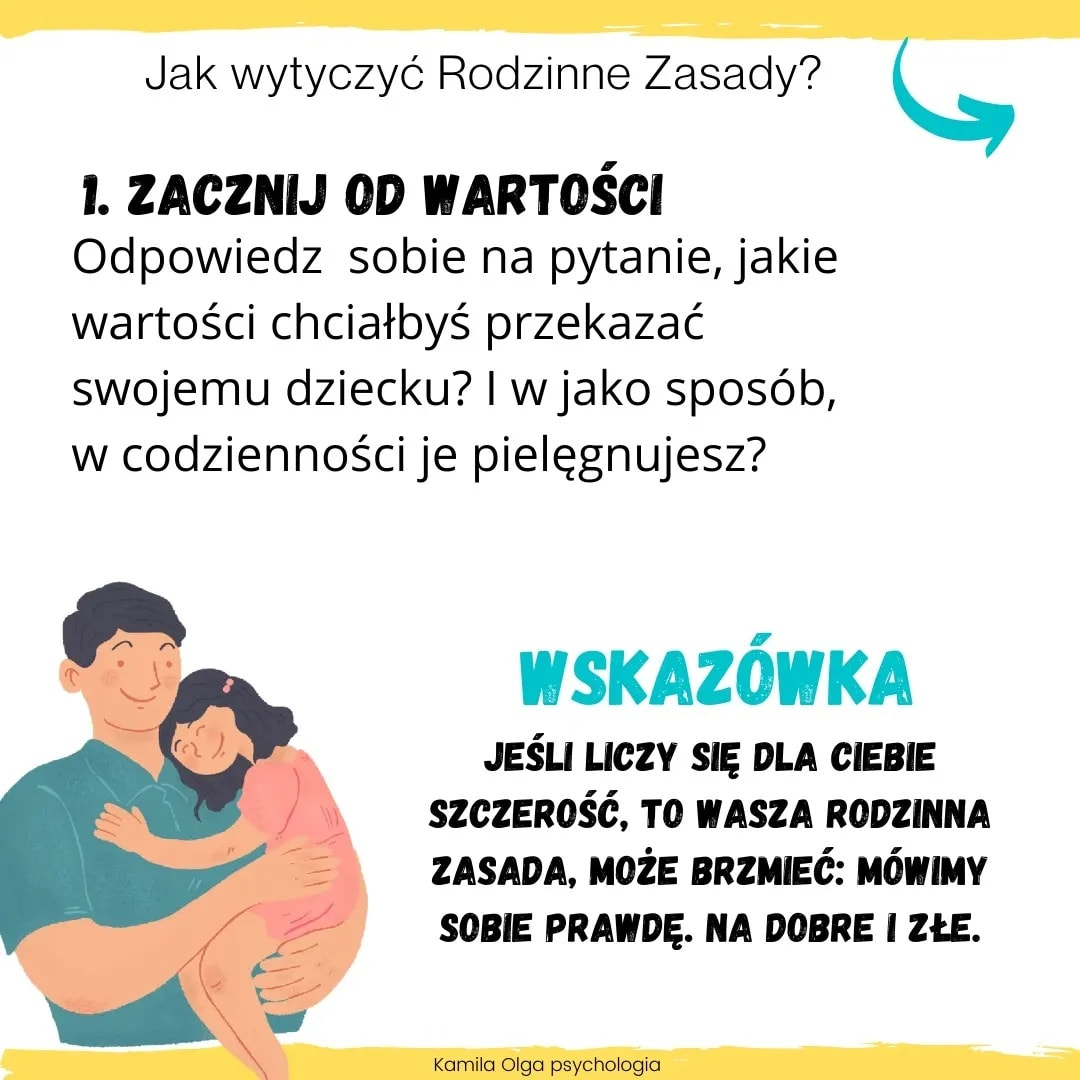 Jak wytyczyć Rodzinne Zasady?
1. ZACZNIJ OD WARTOŚCI
Odpowiedz sobie na pytanie, jakie
wartości chciałbyś przekazać
swojemu dziecku? I w jako sposób,
w codzienności je pielęgnujesz?
WSKAZÓWKA
JEŚLI LICZY SIĘ DLA CIEBIE
SZCZEROŚĆ, TO WASZA RODZINNA
ZASADA, MOŻE BRZMIEĆ: MÓWIMY
SOBIE PRAWDĘ. NA DOBRE I ZŁE.
Kamila Olga psychologia